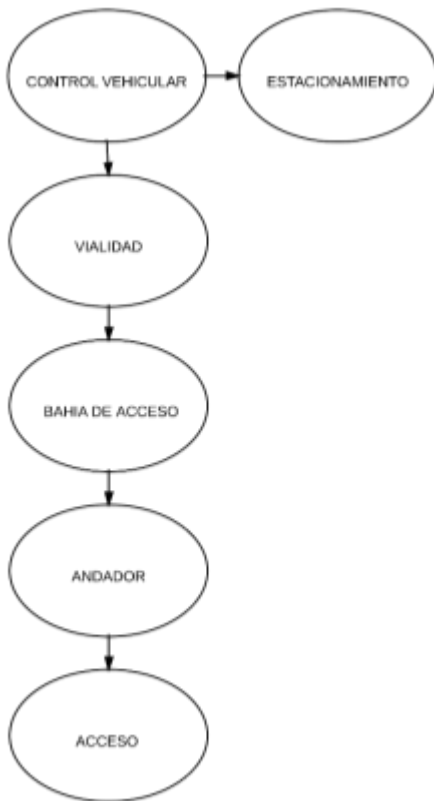 CONTROL VEHICULAR
ESTACIONAMIENTO
VIALIDAD
BAHIA DE ACCESO
ANDADOR
ACCESO